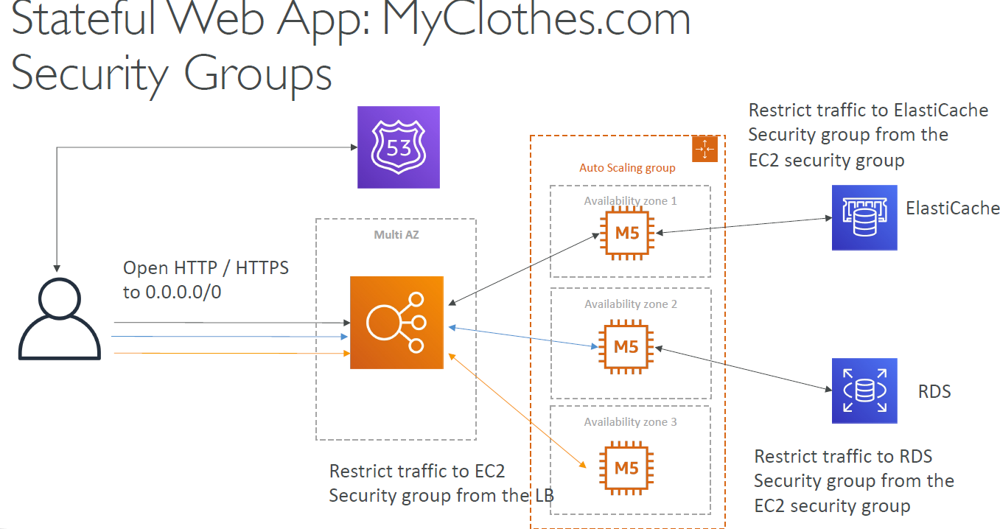 Stateful Web App: MyClothes.com
Security Groups
53
Restrict traffic to ElastiCache
Security group from the
EC2 security group
Auto Scaling group
Availability zone 1
M5
ElastiCache
Multi AZ
Open HTTP / HTTPS
to 0.0.0.0/0
Availability zone 2
M5
RDS
Availability zone 3
M5
Restrict traffic to EC2
Security group from the LB
Restrict traffic to RDS
Security group from the
EC2 security group